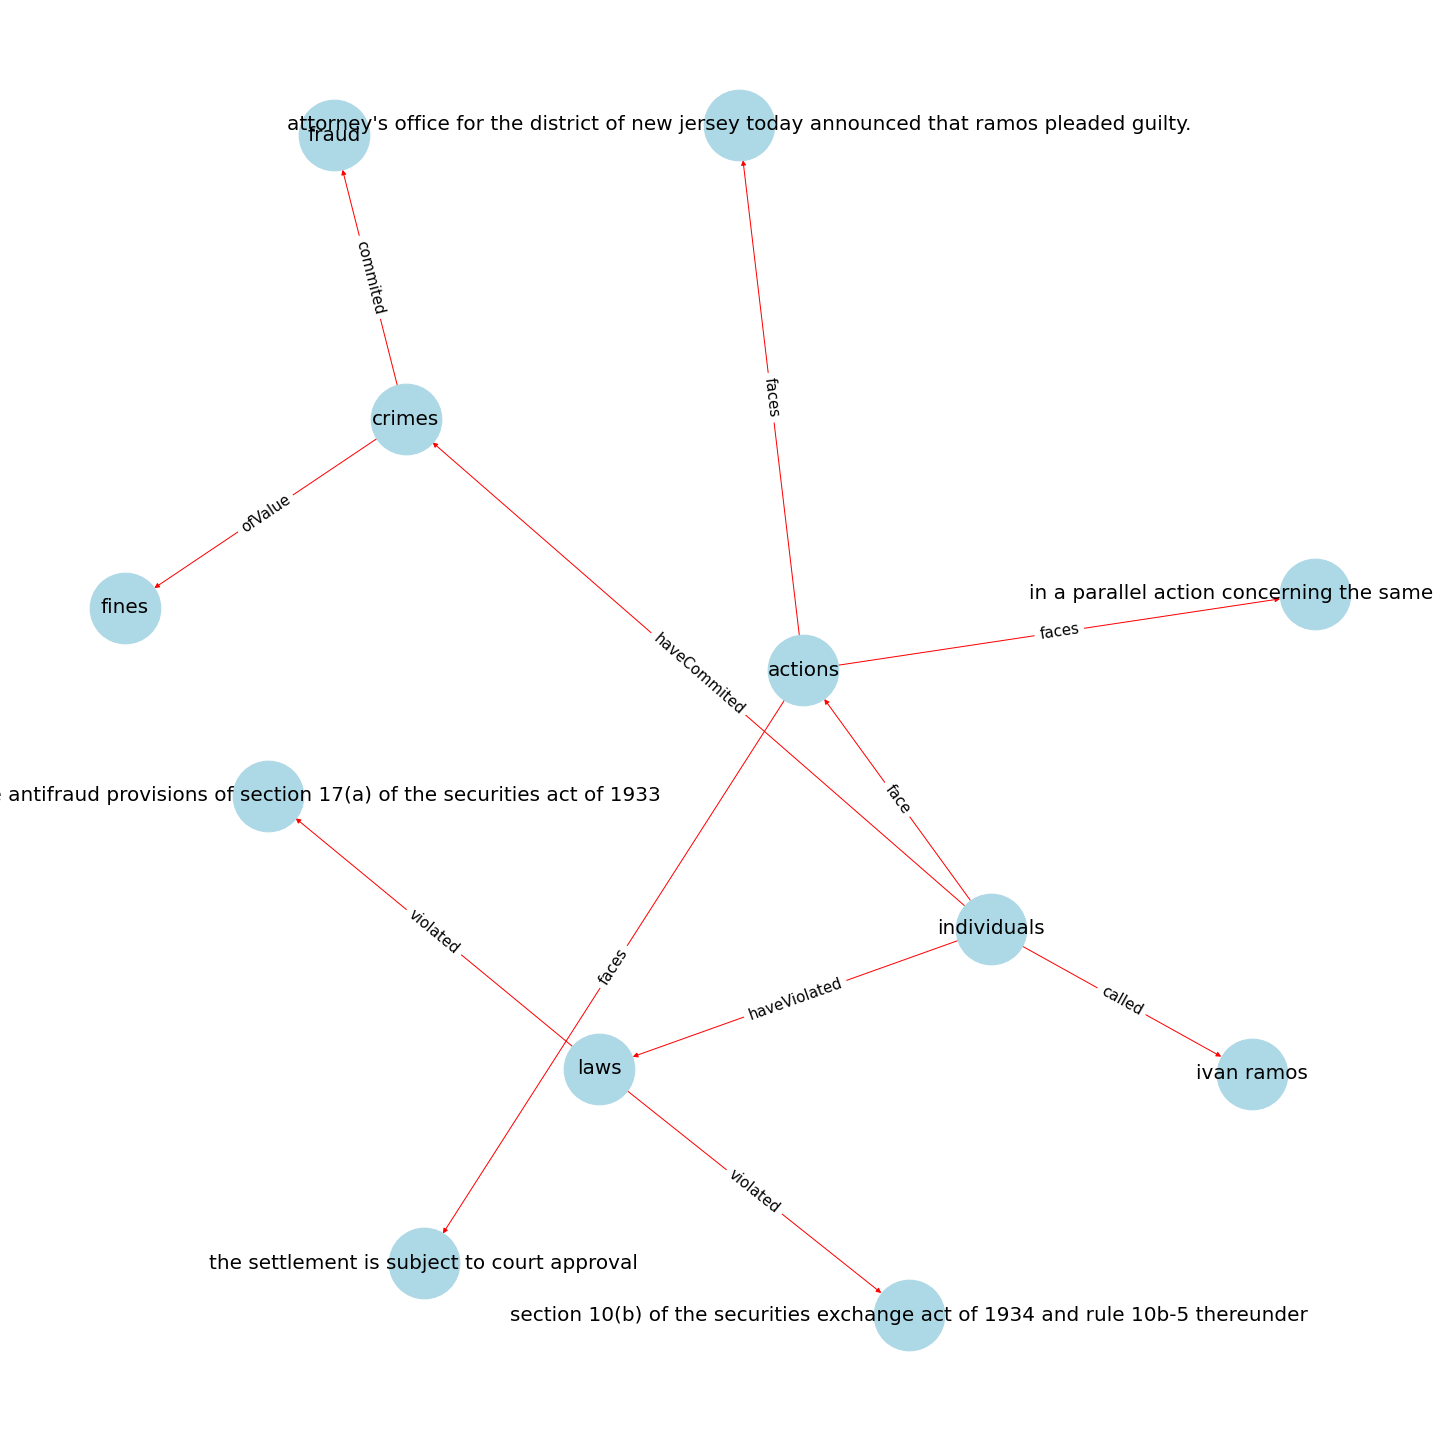 attorney's office for the district of new jersey today announced that ramos pleaded guilty.
fraud
commited
faces
crimes
ofValue
in a parallel action concerning the same
fines
faces
haveCommited
actions
antifraud provisions of section 17(a) of the securities act of 1933
face
violated
individuals
faces
haveViolated
called
laws
ivan ramos
violated
the settlement is subject to court approval
section 10(b) of the securities exchange act of 1934 and rule 10b-5 thereunder